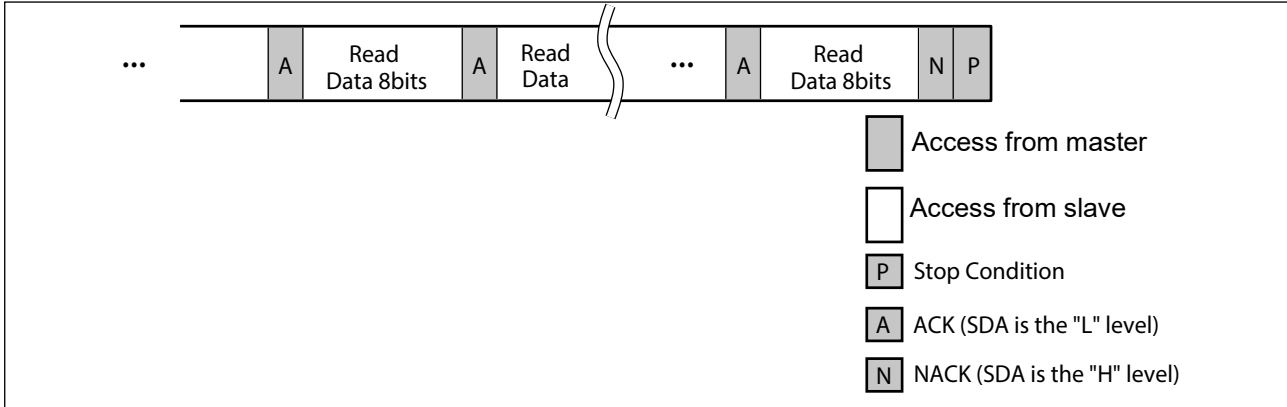 ... A Read Data 8bits A Read Data ... A Read Data 8bits N P
Access from master
Access from slave
P Stop Condition
A ACK (SDA is the "L" level)
N NACK (SDA is the "H" level)